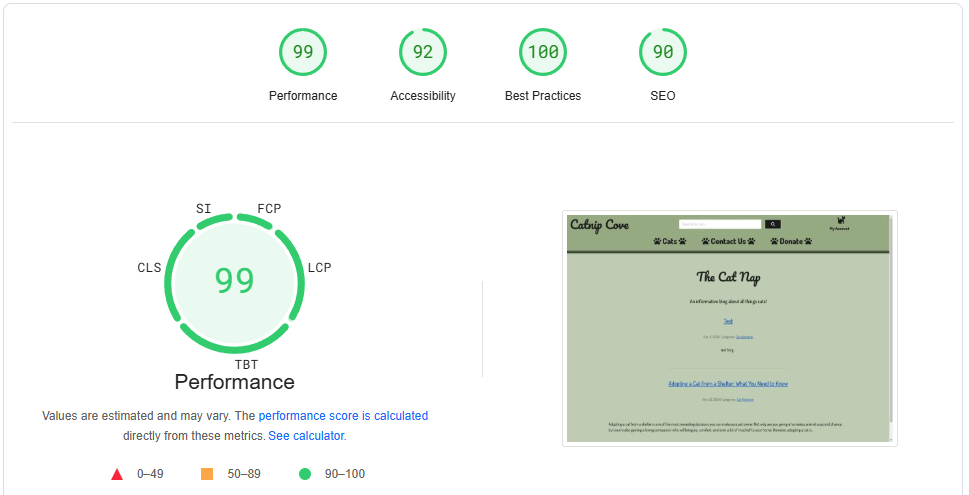 99
92
100
90
Performance
Accessibility
Best Practices
SEO
SI
FCP
CLS
LCP
99
TBT
Performance
Values are estimated and may vary. The performance score is calculated
directly from these metrics. See calculator.
0–49
50–89
90–100
Catnip Cove
My Account
Cats
Contact Us
Donate
The Cat Nap
An informative blog about all things cats!
Test
test blog
Adopting a Cat from a Shelter: What You Need to Know